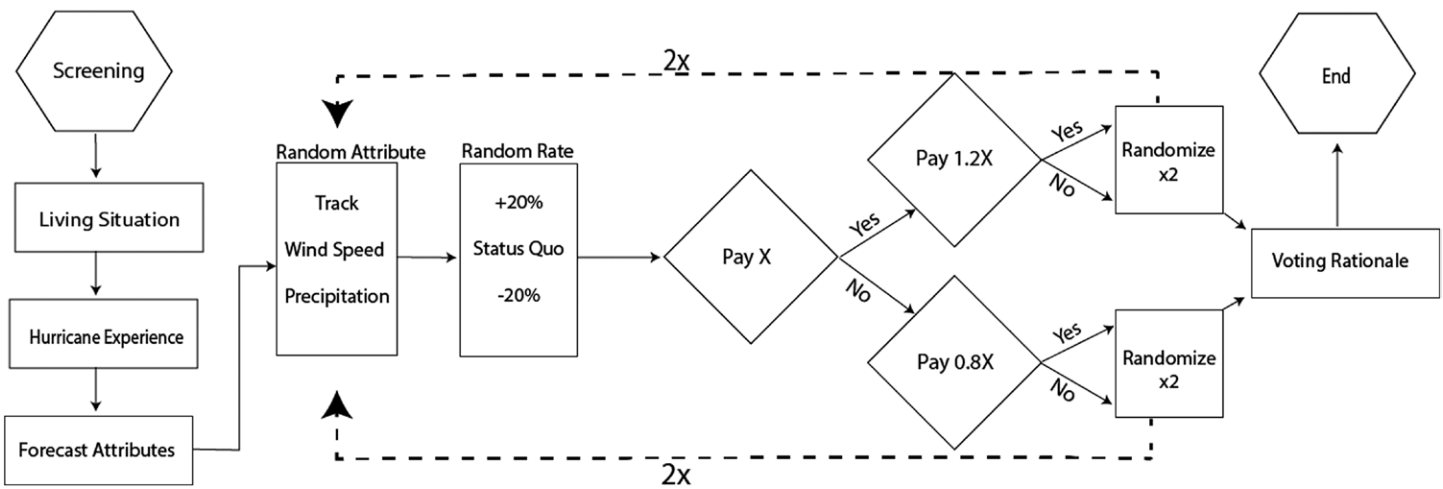 Screening
Living Situation
Hurricane Experience
Forecast Attributes
2x
Random Attribute
Track
Wind Speed
Precipitation
Random Rate
+20%
Status Quo
-20%
Pay X
Yes
No
Pay 1.2X
Yes
No
Randomize
x2
Pay 0.8X
Yes
No
Randomize
x2
2x
Voting Rationale
End